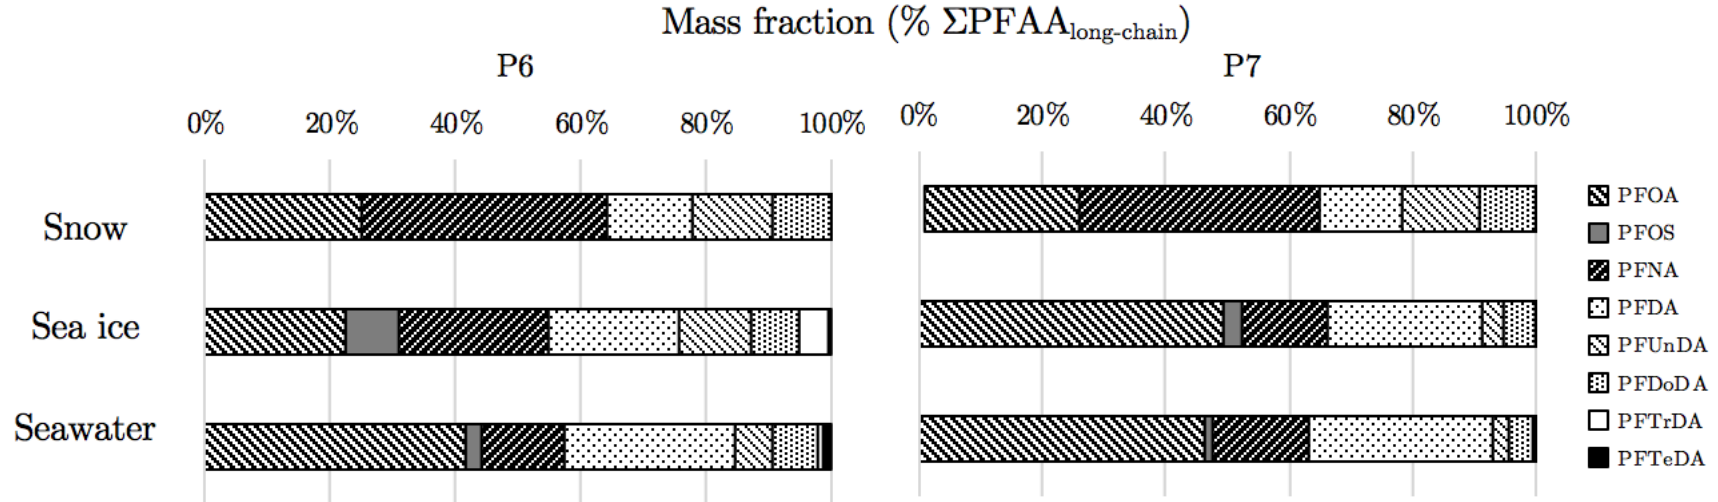 Mass fraction (% ΣPFAAlong-chain)
P6
P7
0% 20% 40% 60% 80% 100%
0% 20% 40% 60% 80% 100%
Snow
Sea ice
Seawater
PFOA
PFOS
PFNA
PFDA
PFUnDA
PFDoDA
PFTrDA
PFTeDA